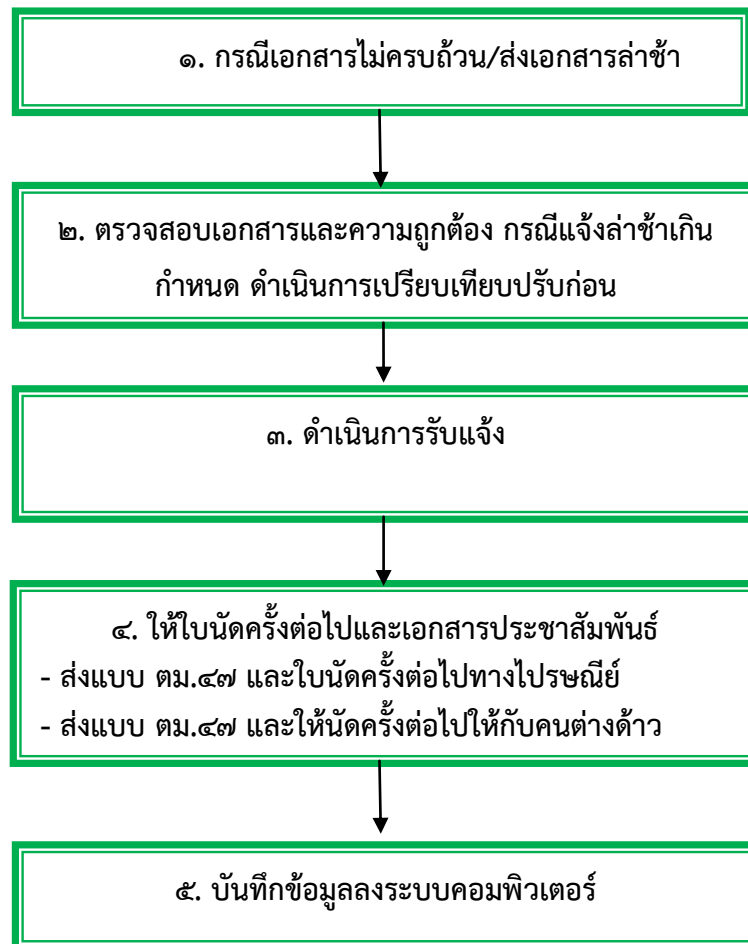 ๑. กรณีเอกสารไม่ครบถ้วน/ส่งเอกสารล่าช้า
๒. ตรวจสอบเอกสารและความถูกต้อง กรณีแจ้งล่าช้าเกิน
กำหนด ดำเนินการเปรียบเทียบปรับก่อน
๓. ดำเนินการรับแจ้ง
๔. ให้ใบนัดครั้งต่อไปและเอกสารประชาสัมพันธ์
- ส่งแบบ ตม.๔๗ และใบนัดครั้งต่อไปทางไปรษณีย์
- ส่งแบบ ตม.๔๗ และให้นัดครั้งต่อไปให้กับคนต่างด้าว
๕. บันทึกข้อมูลลงระบบคอมพิวเตอร์